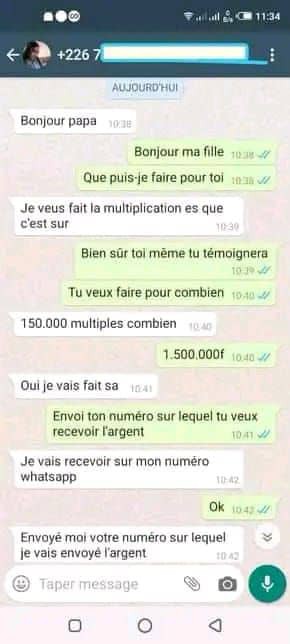 11:34
+226 7
AUJOURD'HUI
Bonjour papa 10:38
Bonjour ma fille 10:38
Que puis-je faire pour toi 10:38
Je veus fait la multiplication es que
c'est sur 10:39
Bien sûr toi même tu témoignera
10:39
Tu veux faire pour combien 10:40
150.000 multiples combien 10:40
1.500.000f 10:40
Oui je vais fait sa 10:41
Envoi ton numéro sur lequel tu veux
recevoir l'argent 10:41
Je vais recevoir sur mon numéro
whatsapp 10:42
Ok 10:42
Envoyé moi votre numéro sur lequel
je vais envoyé l'argent 10:42
Taper message